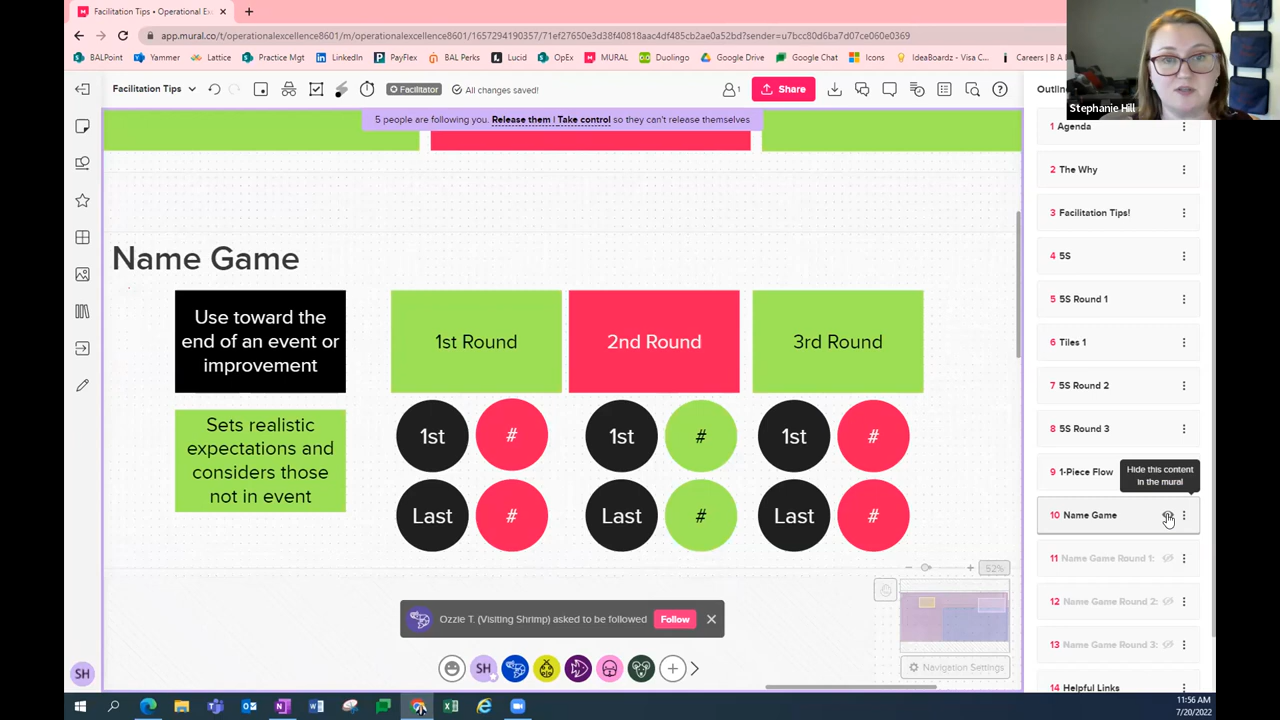 Facilitation Tips • Operational Ex
app.mural.co/t/operationalexcellence8601/m/operationalexcellence8601/1657294190357/71ef27650e3d38f40818aac4df485cb2ae0a52bd?sender=u7bcc80d6ba7d07ce060e0369
BALPoint
Yammer
Lattice
Practice Mgt
LinkedIn
PayFlex
BAL Perks
Lucid
OpEx
MURAL
Duolingo
Google Drive
Google Chat
Icons
IdeaBoardz - Visa C...
Careers | B A
Stephanie Hill
Facilitation Tips
Facilitator
All changes saved!
1
Share
Outlin
5 people are following you. Release them | Take control so they can't release themselves
1 Agenda
2 The Why
3 Facilitation Tips!
4 5S
5 5S Round 1
6 Tiles 1
7 5S Round 2
8 5S Round 3
9 1-Piece Flow
Hide this content
in the mural
10 Name Game
11 Name Game Round 1:
12 Name Game Round 2:
13 Name Game Round 3:
14 Helpful Links
Name Game
Use toward the
end of an event or
improvement
Sets realistic
expectations and
considers those
not in event
1st Round
2nd Round
3rd Round
1st # 1st # 1st #
Last # Last # Last #
52%
Ozzie T. (Visiting Shrimp) asked to be followed
Follow
SH
Navigation Settings
SH
11:56 AM
7/20/2022